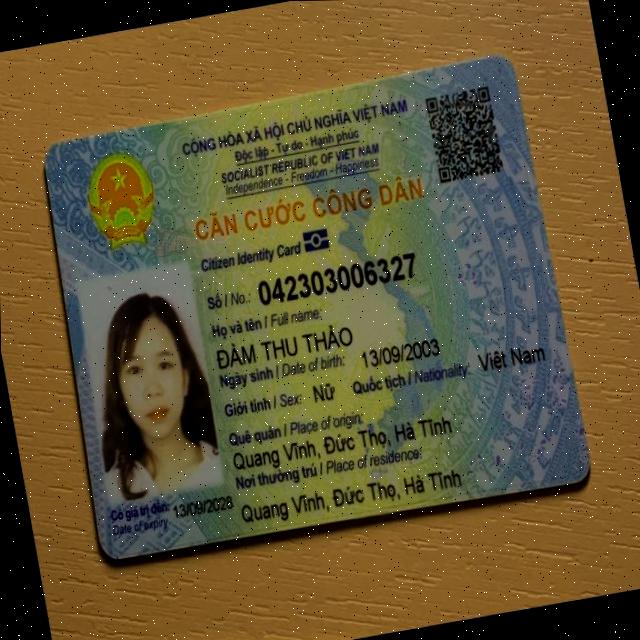 CỘNG HÒA XÃ HỘI CHỦ NGHĨA VIỆT NAM
Độc lập - Tự do - Hạnh phúc
SOCIALIST REPUBLIC OF VIET NAM
Independence - Freedom - Happiness
CĂN CƯỚC CÔNG DÂN
Citizen Identity Card
Số / No.: 042303006327
Họ và tên / Full name:
ĐÀM THU THẢO
Ngày sinh / Date of birth: 13/09/2003
Giới tính / Sex: Nữ Quốc tịch / Nationality: Việt Nam
Quê quán / Place of origin:
Quang Vĩnh, Đức Thọ, Hà Tĩnh
Nơi thường trú / Place of residence:
Quang Vĩnh, Đức Thọ, Hà Tĩnh
Có giá trị đến: 13/09/2028
Date of expiry